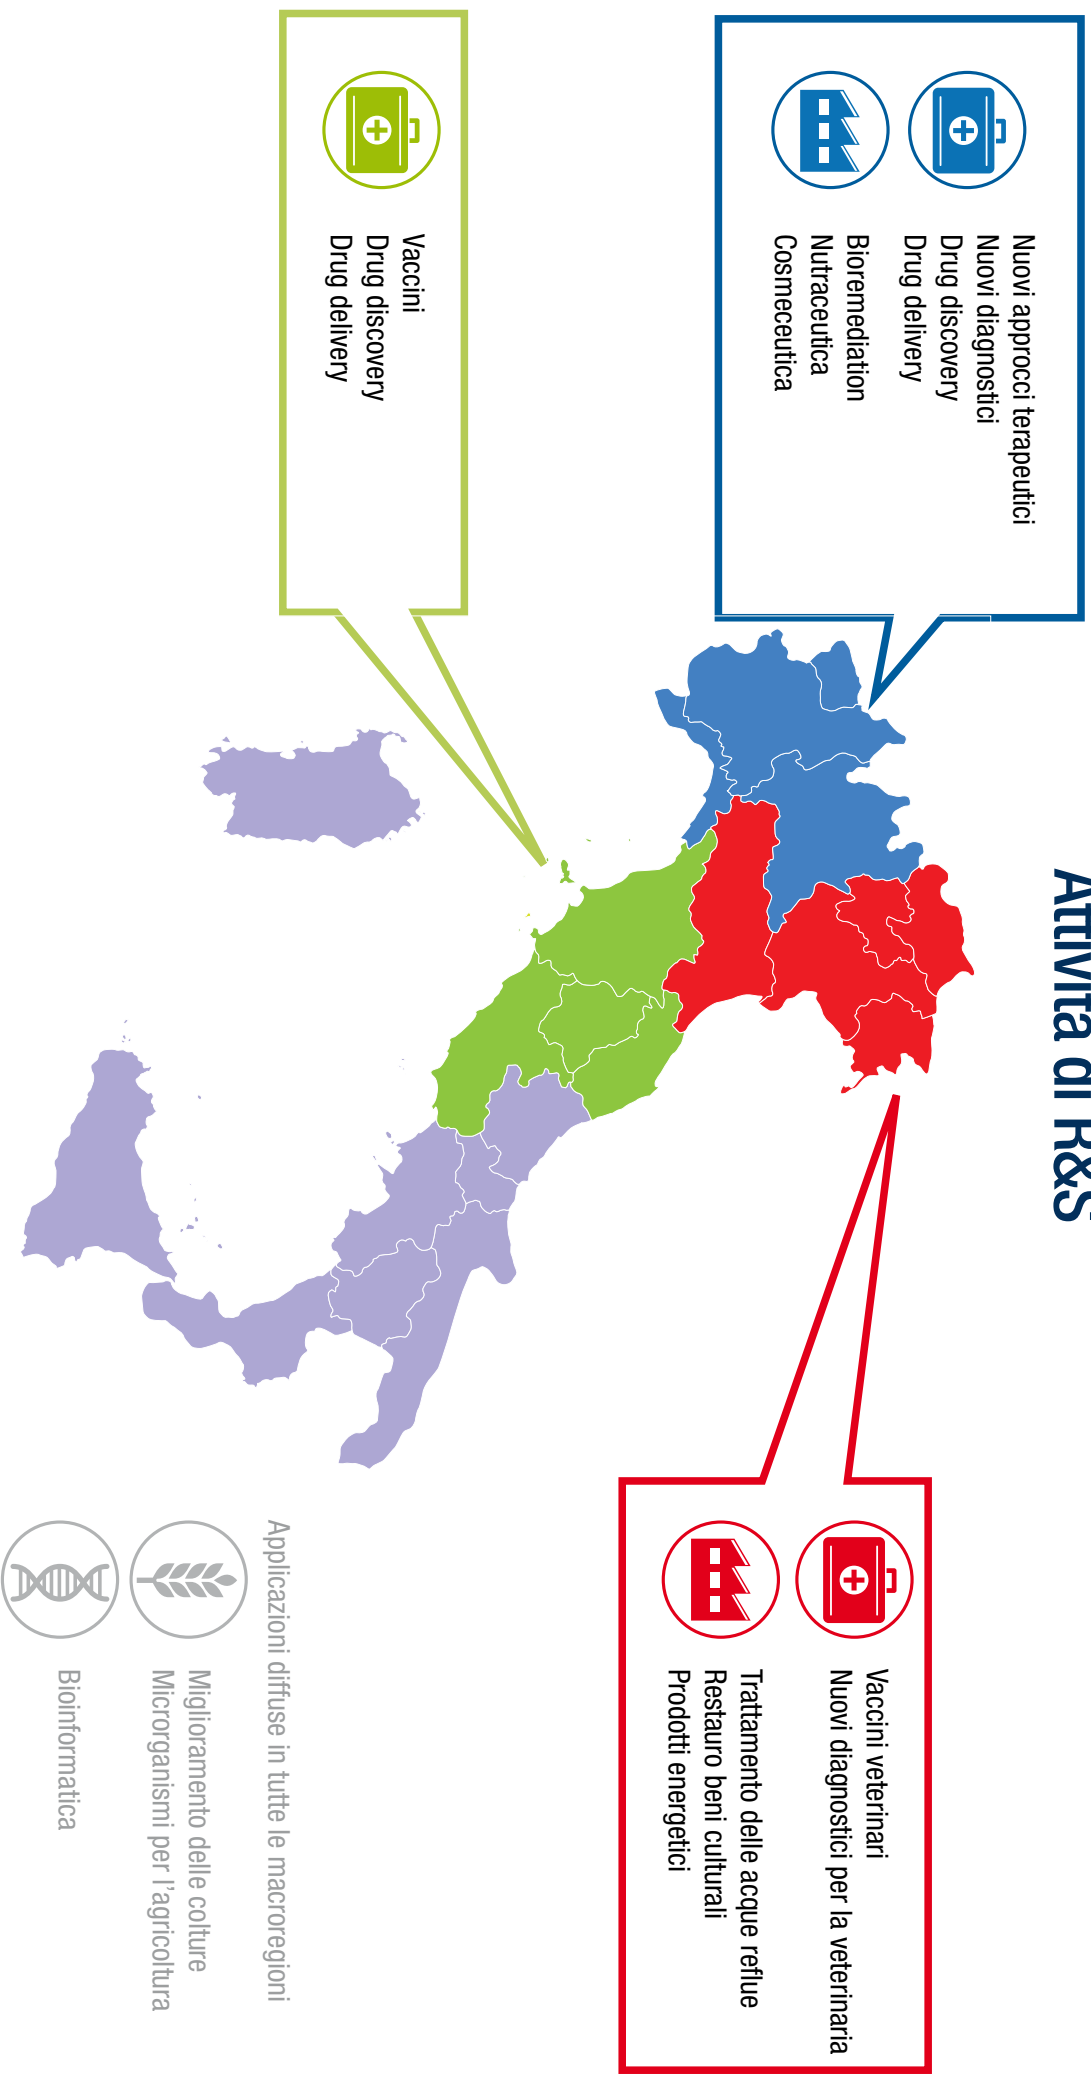 Attività di R&S
Nuovi approcci terapeutici
Nuovi diagnostici
Drug discovery
Drug delivery
Bioremediation
Nutraceutica
Cosmeceutica
Vaccini
Drug discovery
Drug delivery
Vaccini veterinari
Nuovi diagnostici per la veterinaria
Trattamento delle acque reflue
Restauro beni culturali
Prodotti energetici
Applicazioni diffuse in tutte le macroregioni
Miglioramento delle colture
Microrganismi per l'agricoltura
Bioinformatica